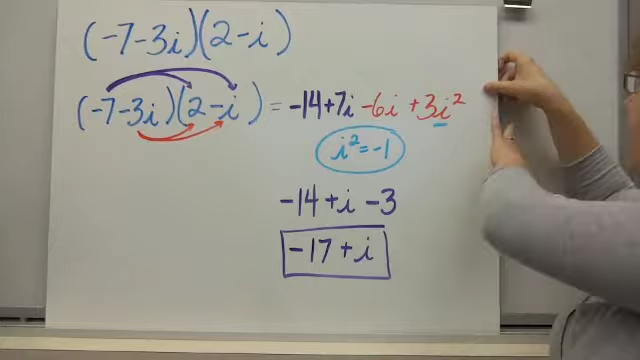 (-7-3i)(2-i)
(-7-3i)(2-i) = -14+7i -6i +3i²
i²=-1
-14 +i -3
-17 +i